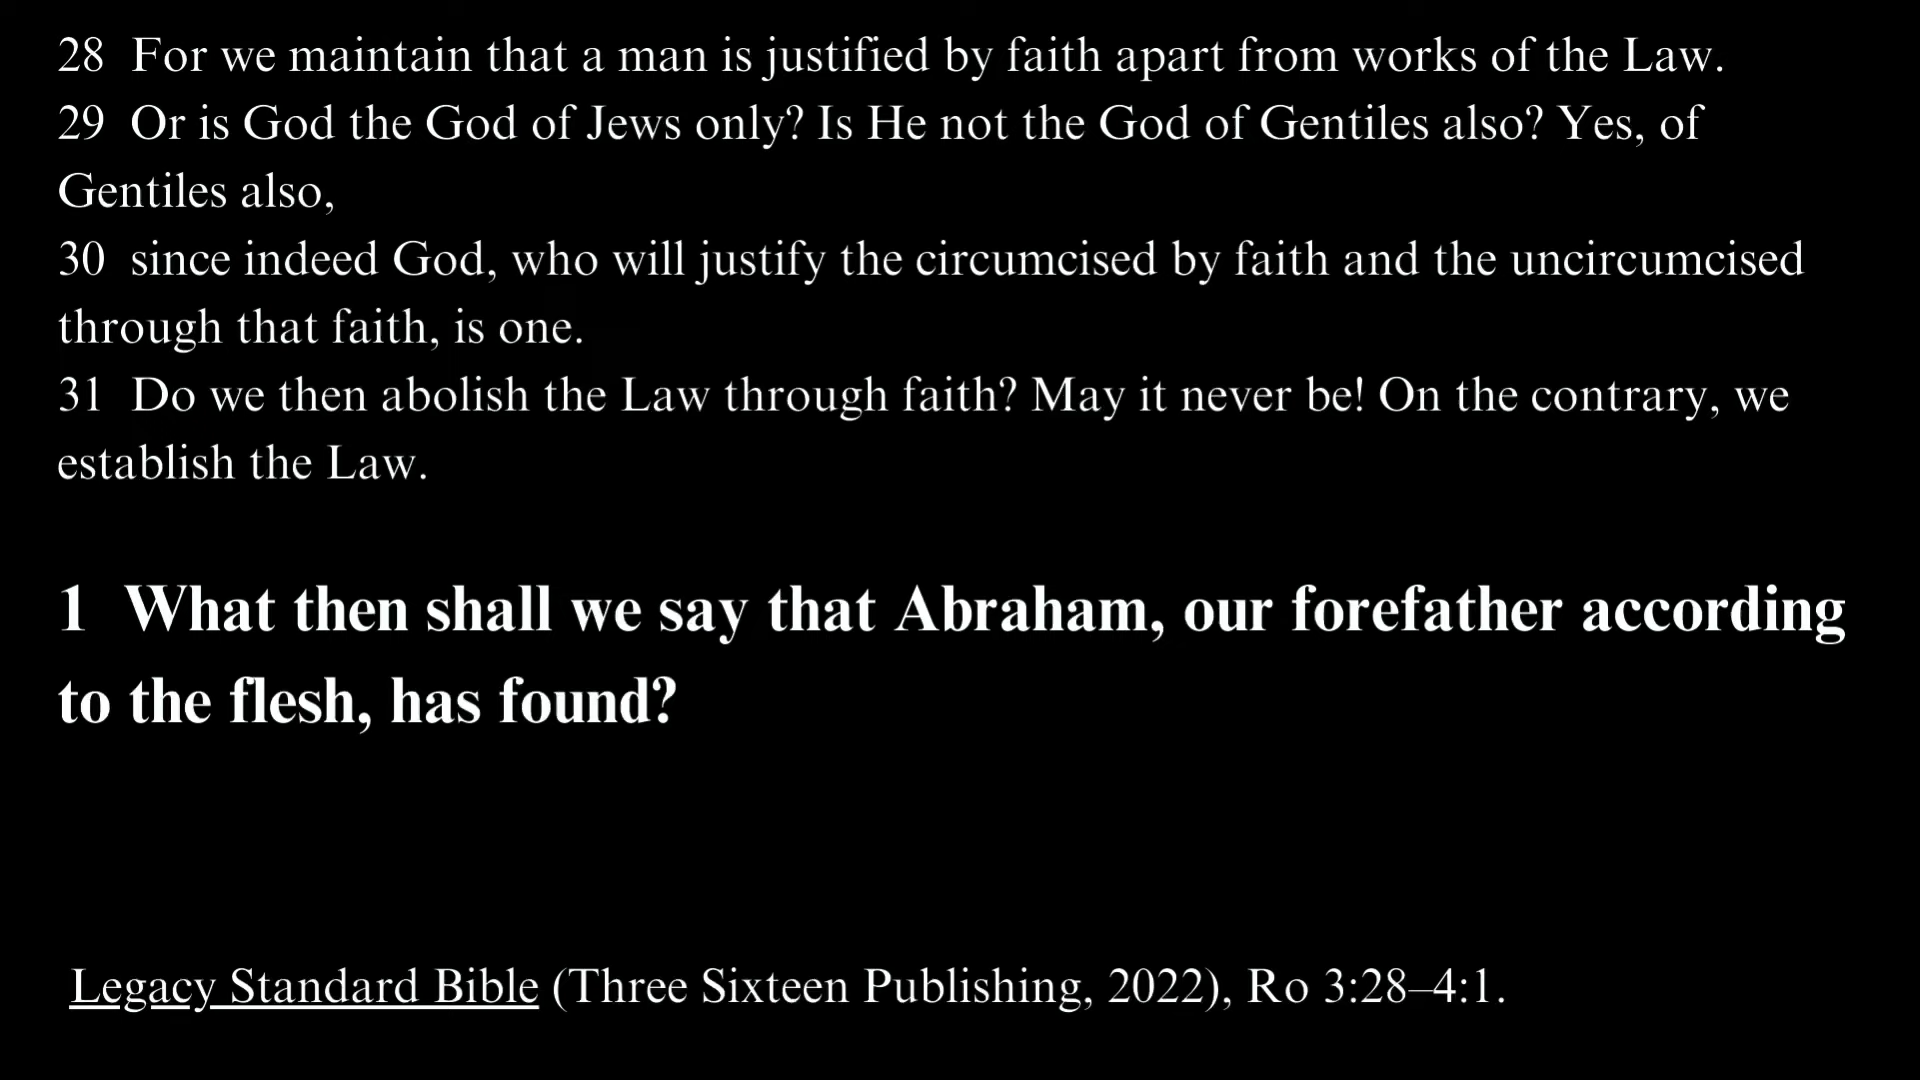 28  For we maintain that a man is justified by faith apart from works of the Law.
29  Or is God the God of Jews only? Is He not the God of Gentiles also? Yes, of
Gentiles also,
30  since indeed God, who will justify the circumcised by faith and the uncircumcised
through that faith, is one.
31  Do we then abolish the Law through faith? May it never be! On the contrary, we
establish the Law.
1  What then shall we say that Abraham, our forefather according
to the flesh, has found?
Legacy Standard Bible (Three Sixteen Publishing, 2022), Ro 3:28–4:1.